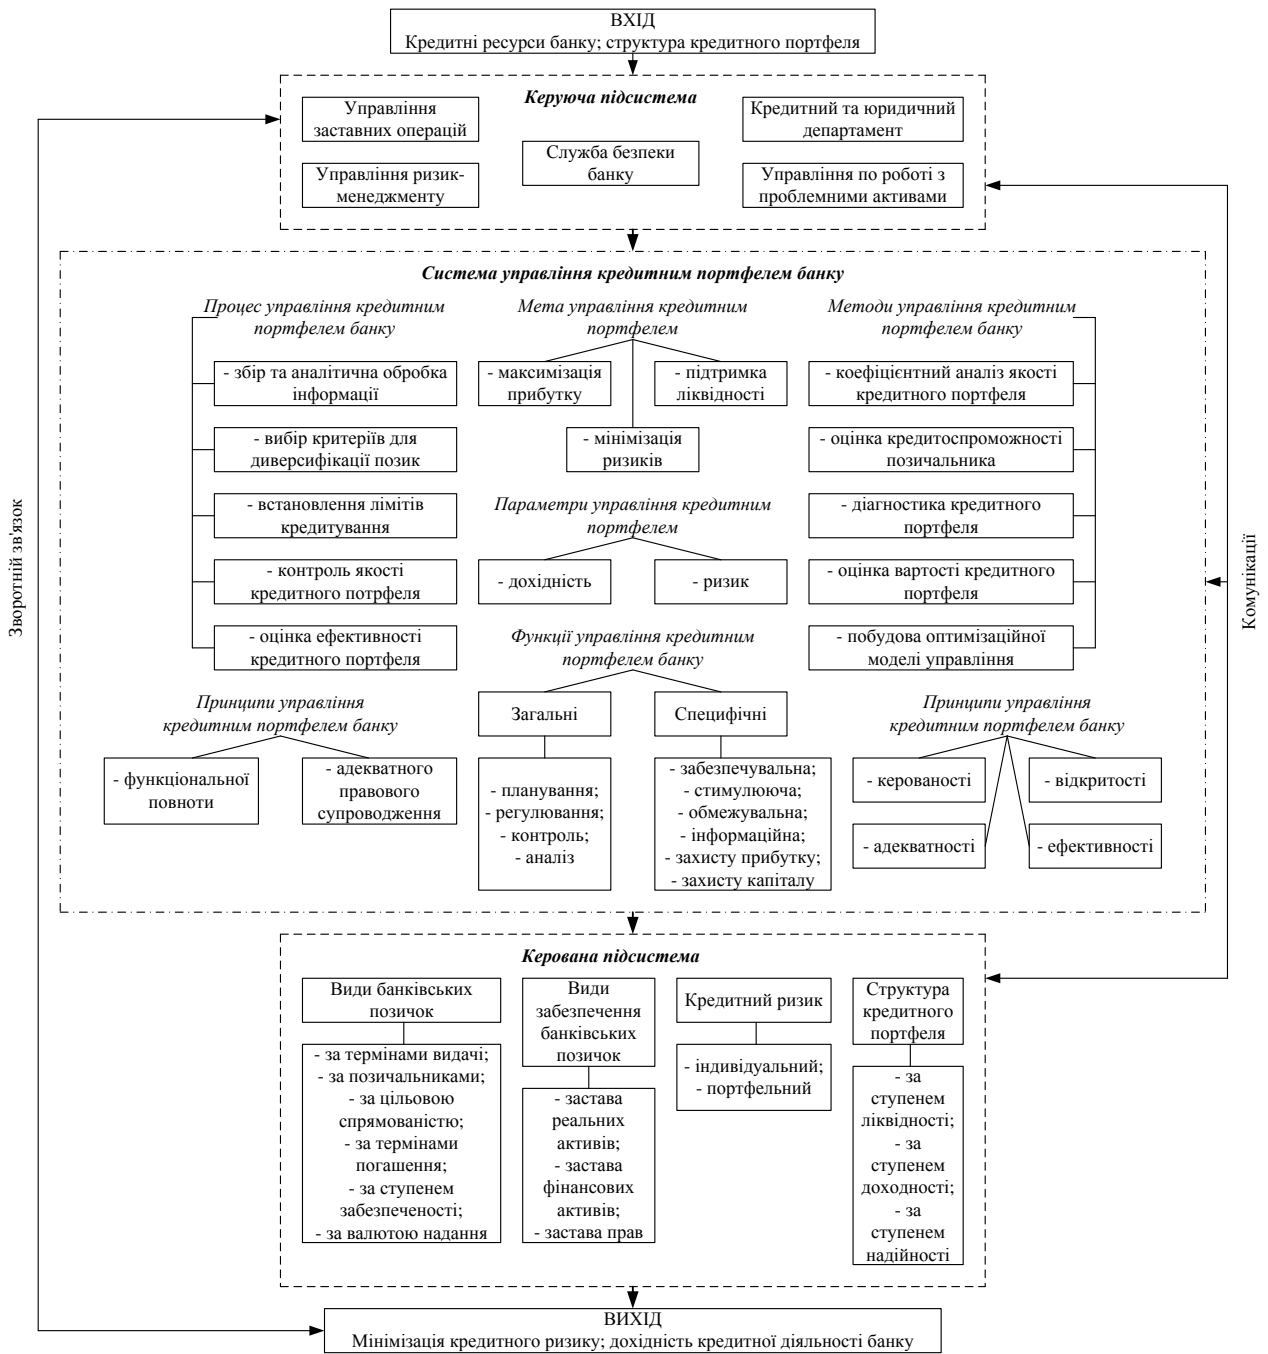 ВХІД
Кредитні ресурси банку; структура кредитного портфеля
Керуюча підсистема
Управління
заставних операцій
Кредитний та юридичний
департамент
Служба безпеки
банку
Управління ризик-
менеджменту
Управління по роботі з
проблемними активами
Зворотній зв'язок
Комунікації
Система управління кредитним портфелем банку
Процес управління кредитним
портфелем банку
- збір та аналітична обробка
інформації
- вибір критеріїв для
диверсифікації позик
- встановлення лімітів
кредитування
- контроль якості
кредитного потрфеля
- оцінка ефективності
кредитного портфеля
Мета управління кредитним
портфелем
- максимізація
прибутку
- підтримка
ліквідності
- мінімізація
ризиків
Параметри управління кредитним
портфелем
- дохідність
- ризик
Методи управління кредитним
портфелем банку
- коефіцієнтний аналіз якості
кредитного портфеля
- оцінка кредитоспроможності
позичальника
- діагностика кредитного
портфеля
- оцінка вартості кредитного
портфеля
- побудова оптимізаційної
моделі управління
Функції управління кредитним
портфелем банку
Загальні
- планування;
- регулювання;
- контроль;
- аналіз
Специфічні
- забезпечувальна;
- стимулююча;
- обмежувальна;
- інформаційна;
- захисту прибутку;
- захисту капіталу
Принципи управління
кредитним портфелем банку
- функціональної
повноти
- адекватного
правового
супроводження
Принципи управління
кредитним портфелем банку
- керованості
- відкритості
- адекватності
- ефективності
Керована підсистема
Види банківських
позичок
- за термінами видачі;
- за позичальниками;
- за цільовою
спрямованістю;
- за термінами
погашення;
- за ступенем
забезпеченості;
- за валютою надання
Види
забезпечення
банківських
позичок
- застава
реальних
активів;
- застава
фінансових
активів;
- застава прав
Кредитний ризик
- індивідуальний;
- портфельний
Структура
кредитного
портфеля
- за
ступенем
ліквідності;
- за
ступенем
доходності;
- за
ступенем
надійності
ВИХІД
Мінімізація кредитного ризику; дохідність кредитної діяльності банку